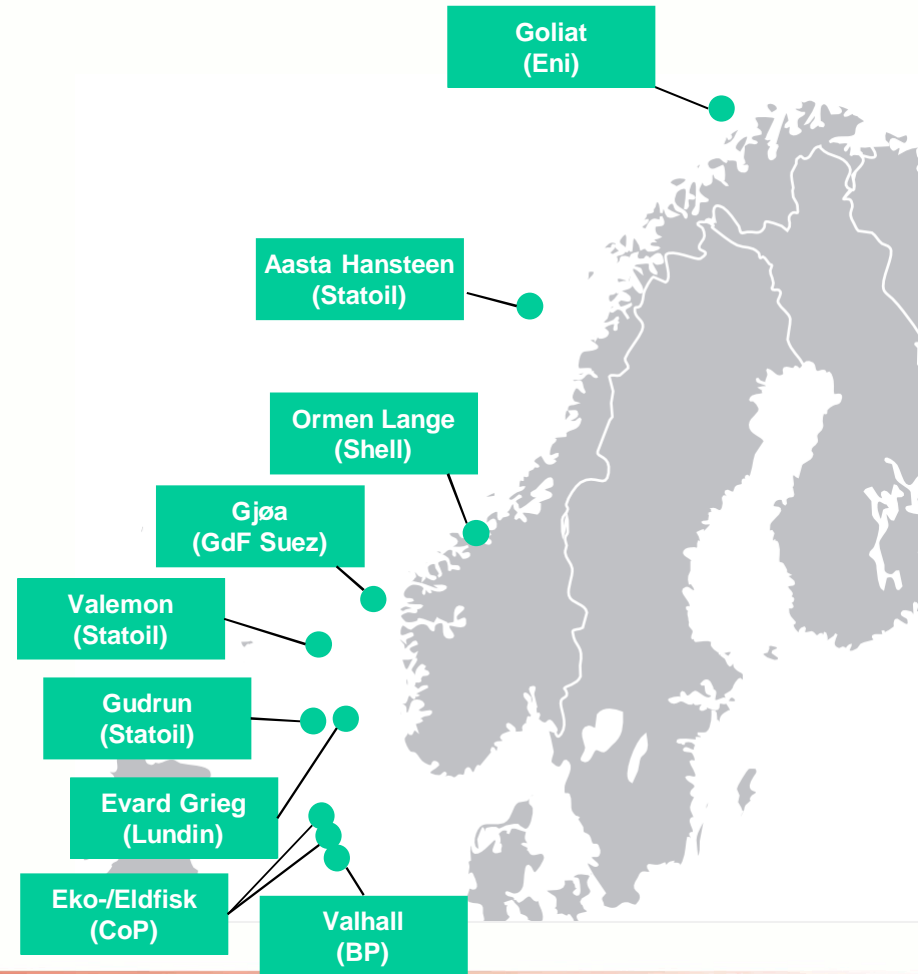 Goliat
(Eni)
Aasta Hansteen
(Statoil)
Ormen Lange
(Shell)
Gjøa
(GdF Suez)
Valemon
(Statoil)
Gudrun
(Statoil)
Evard Grieg
(Lundin)
Eko-/Eldfisk
(CoP)
Valhall
(BP)